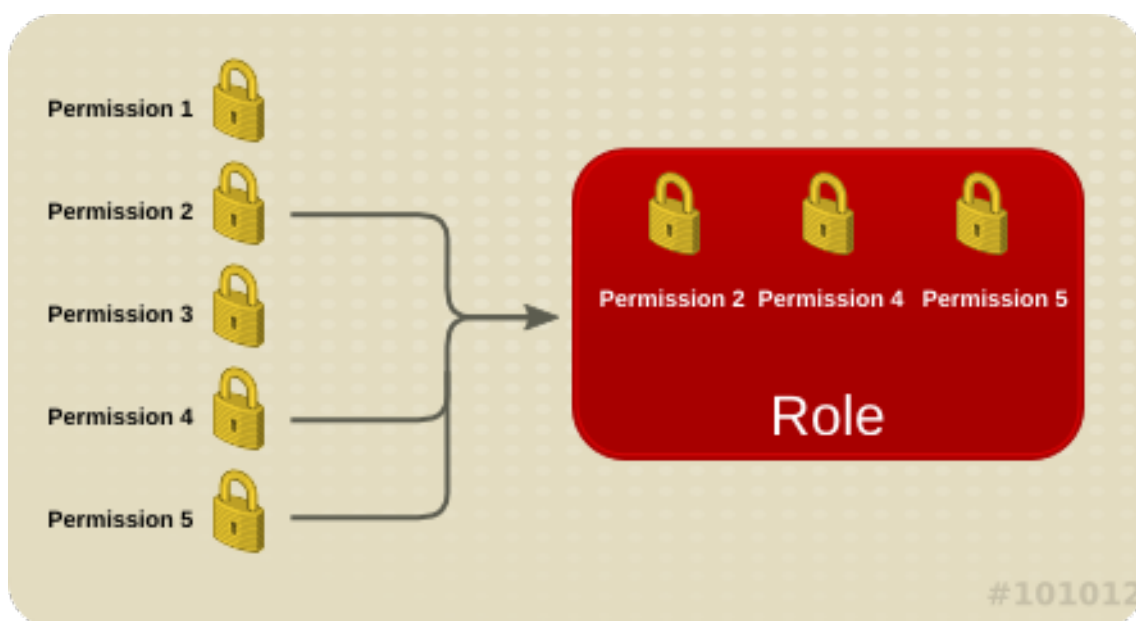 Permission 1
Permission 2
Permission 3
Permission 4
Permission 5
Permission 2 Permission 4 Permission 5
Role
#101012